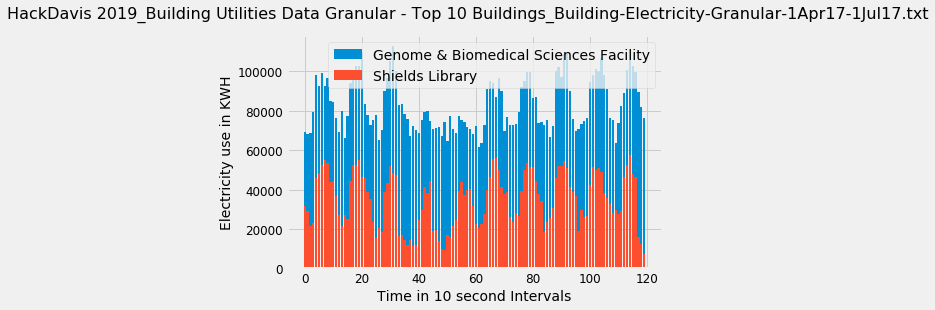 HackDavis 2019_Building Utilities Data Granular - Top 10 Buildings_Building-Electricity-Granular-1Apr17-1Jul17.txt
Genome & Biomedical Sciences Facility
Shields Library
Electricity use in KWH
100000
80000
60000
40000
20000
0
0 20 40 60 80 100 120
Time in 10 second Intervals